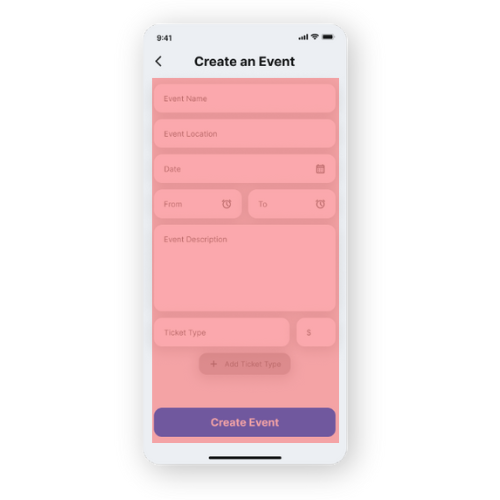 9:41
Create an Event
Event Name
Event Location
Date
From To
Event Description
Ticket Type $
+ Add Ticket Type
Create Event